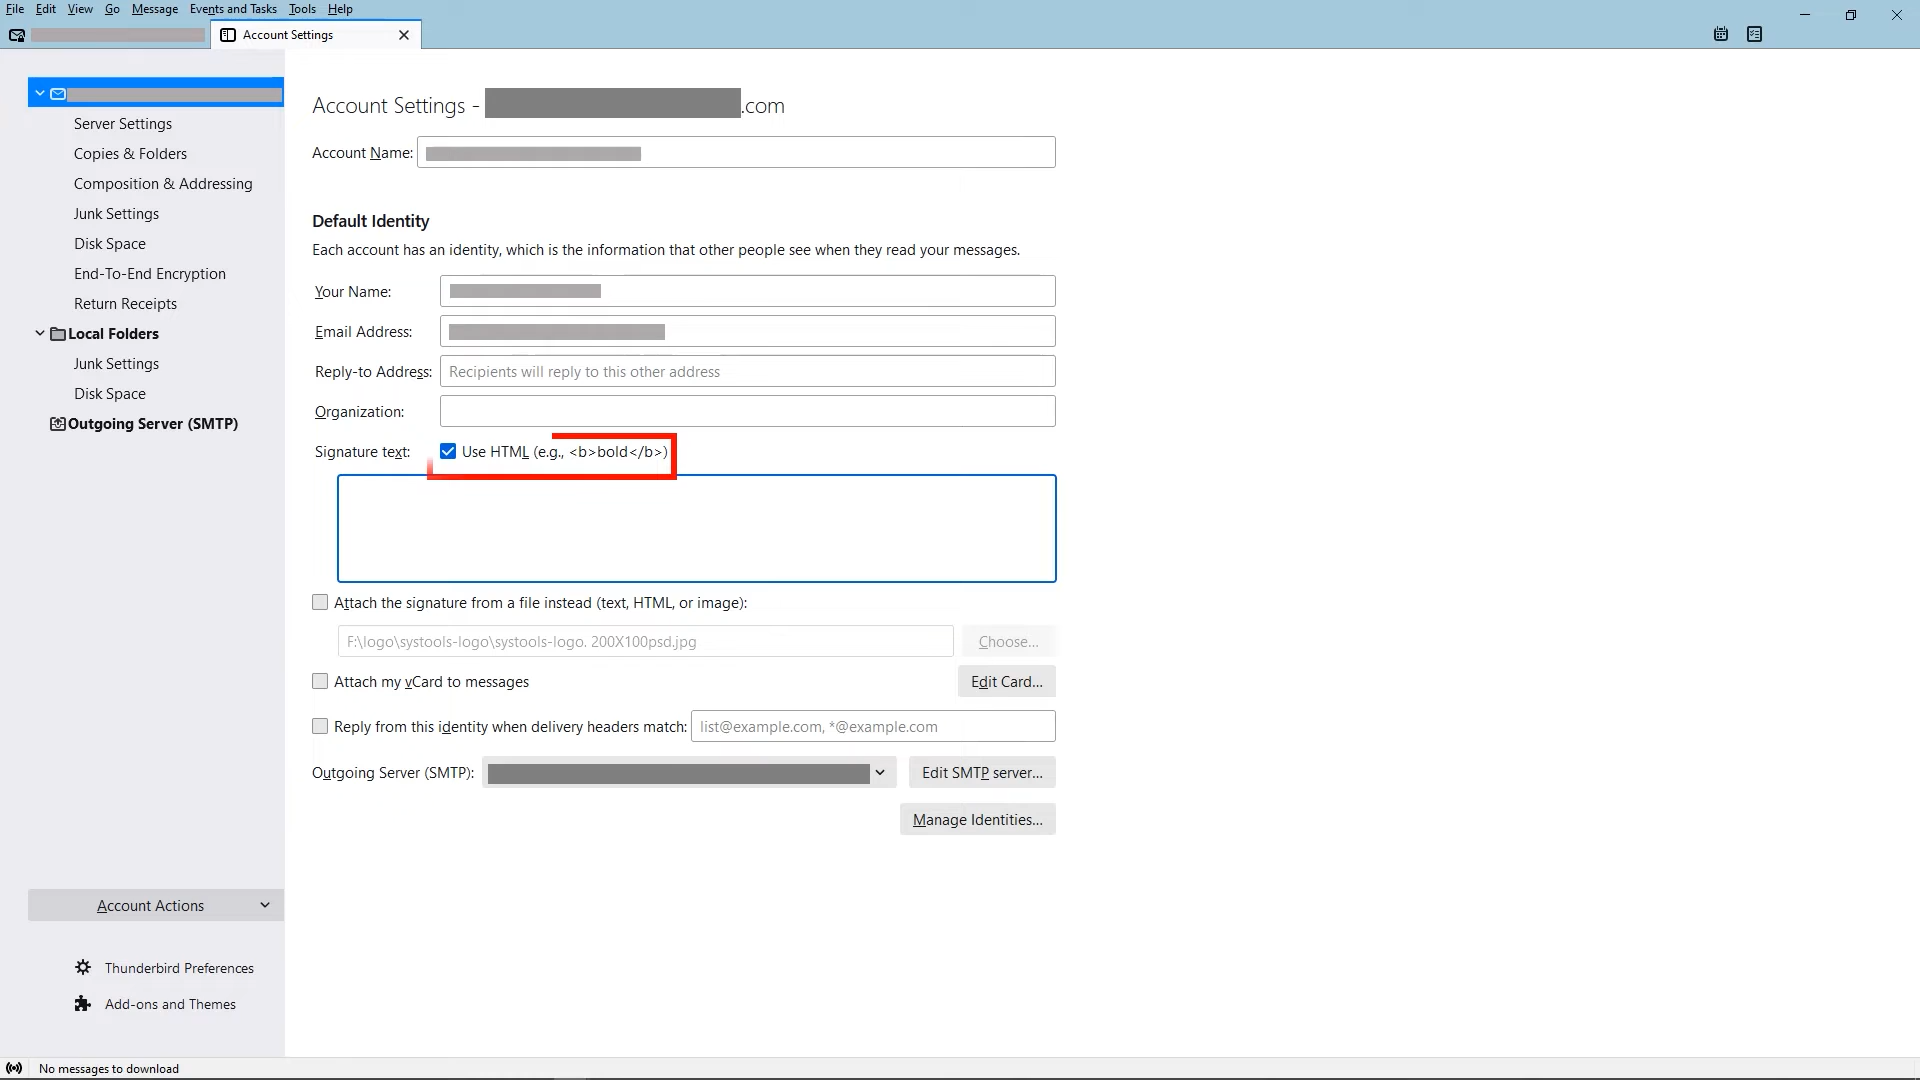 File Edit View Go Message Events and Tasks Tools Help
Account Settings
Server Settings
Copies & Folders
Composition & Addressing
Junk Settings
Disk Space
End-To-End Encryption
Return Receipts
Local Folders
Junk Settings
Disk Space
Outgoing Server (SMTP)
Account Actions
Thunderbird Preferences
Add-ons and Themes
Account Settings - .com
Account Name:
Default Identity
Each account has an identity, which is the information that other people see when they read your messages.
Your Name:
Email Address:
Reply-to Address: Recipients will reply to this other address
Organization:
Signature text: Use HTML (e.g., <b>bold</b>)
Attach the signature from a file instead (text, HTML, or image):
F:\logo\systools-logo\systools-logo. 200X100psd.jpg Choose...
Attach my vCard to messages Edit Card...
Reply from this identity when delivery headers match: list@example.com, *@example.com
Outgoing Server (SMTP): Edit SMTP server...
Manage Identities...
No messages to download